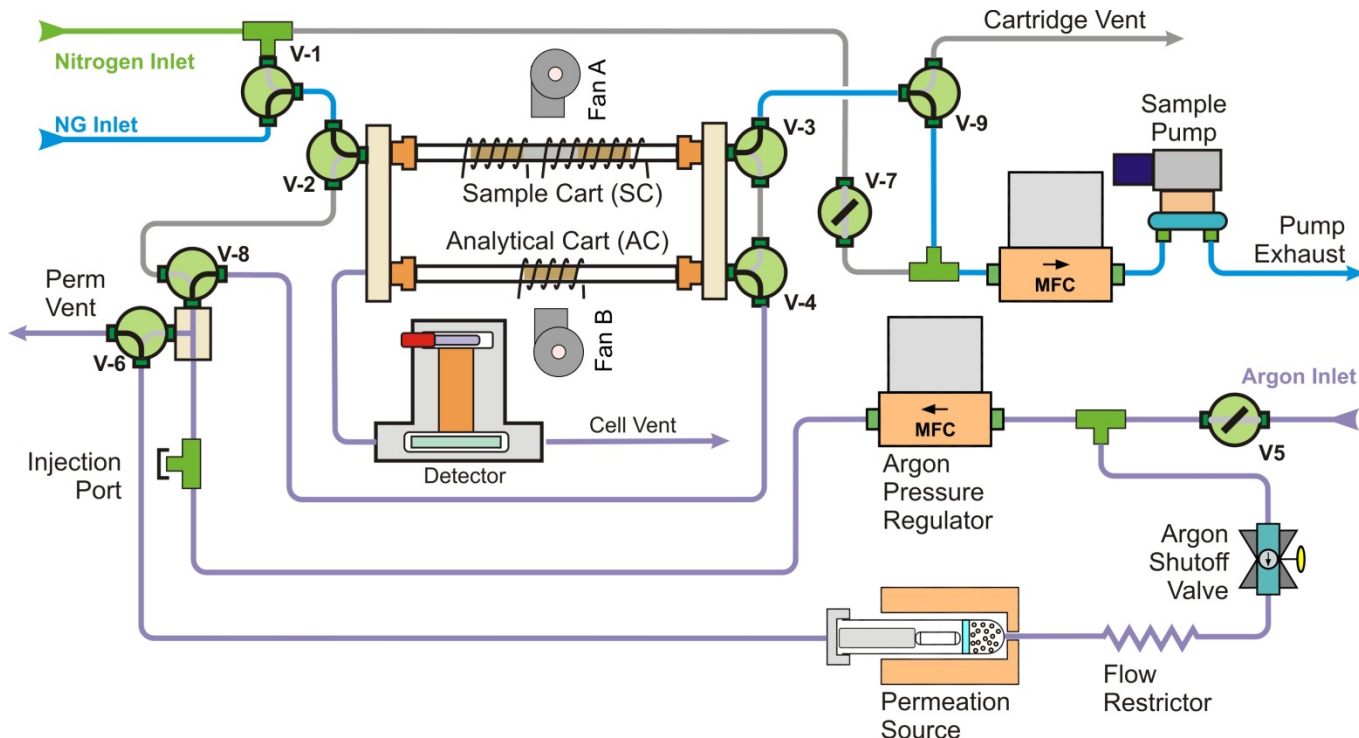 Cartridge Vent
V-1
Nitrogen Inlet
Fan A
NG Inlet
V-3
V-9
Sample
Pump
V-2
V-7
Sample Cart (SC)
Analytical Cart (AC)
Pump
Exhaust
V-8
MFC
Perm
Vent
V-4
V-6
Fan B
Argon Inlet
MFC
Cell Vent
V5
Injection
Port
Detector
Argon
Pressure
Regulator
Argon
Shutoff
Valve
Flow
Restrictor
Permeation
Source